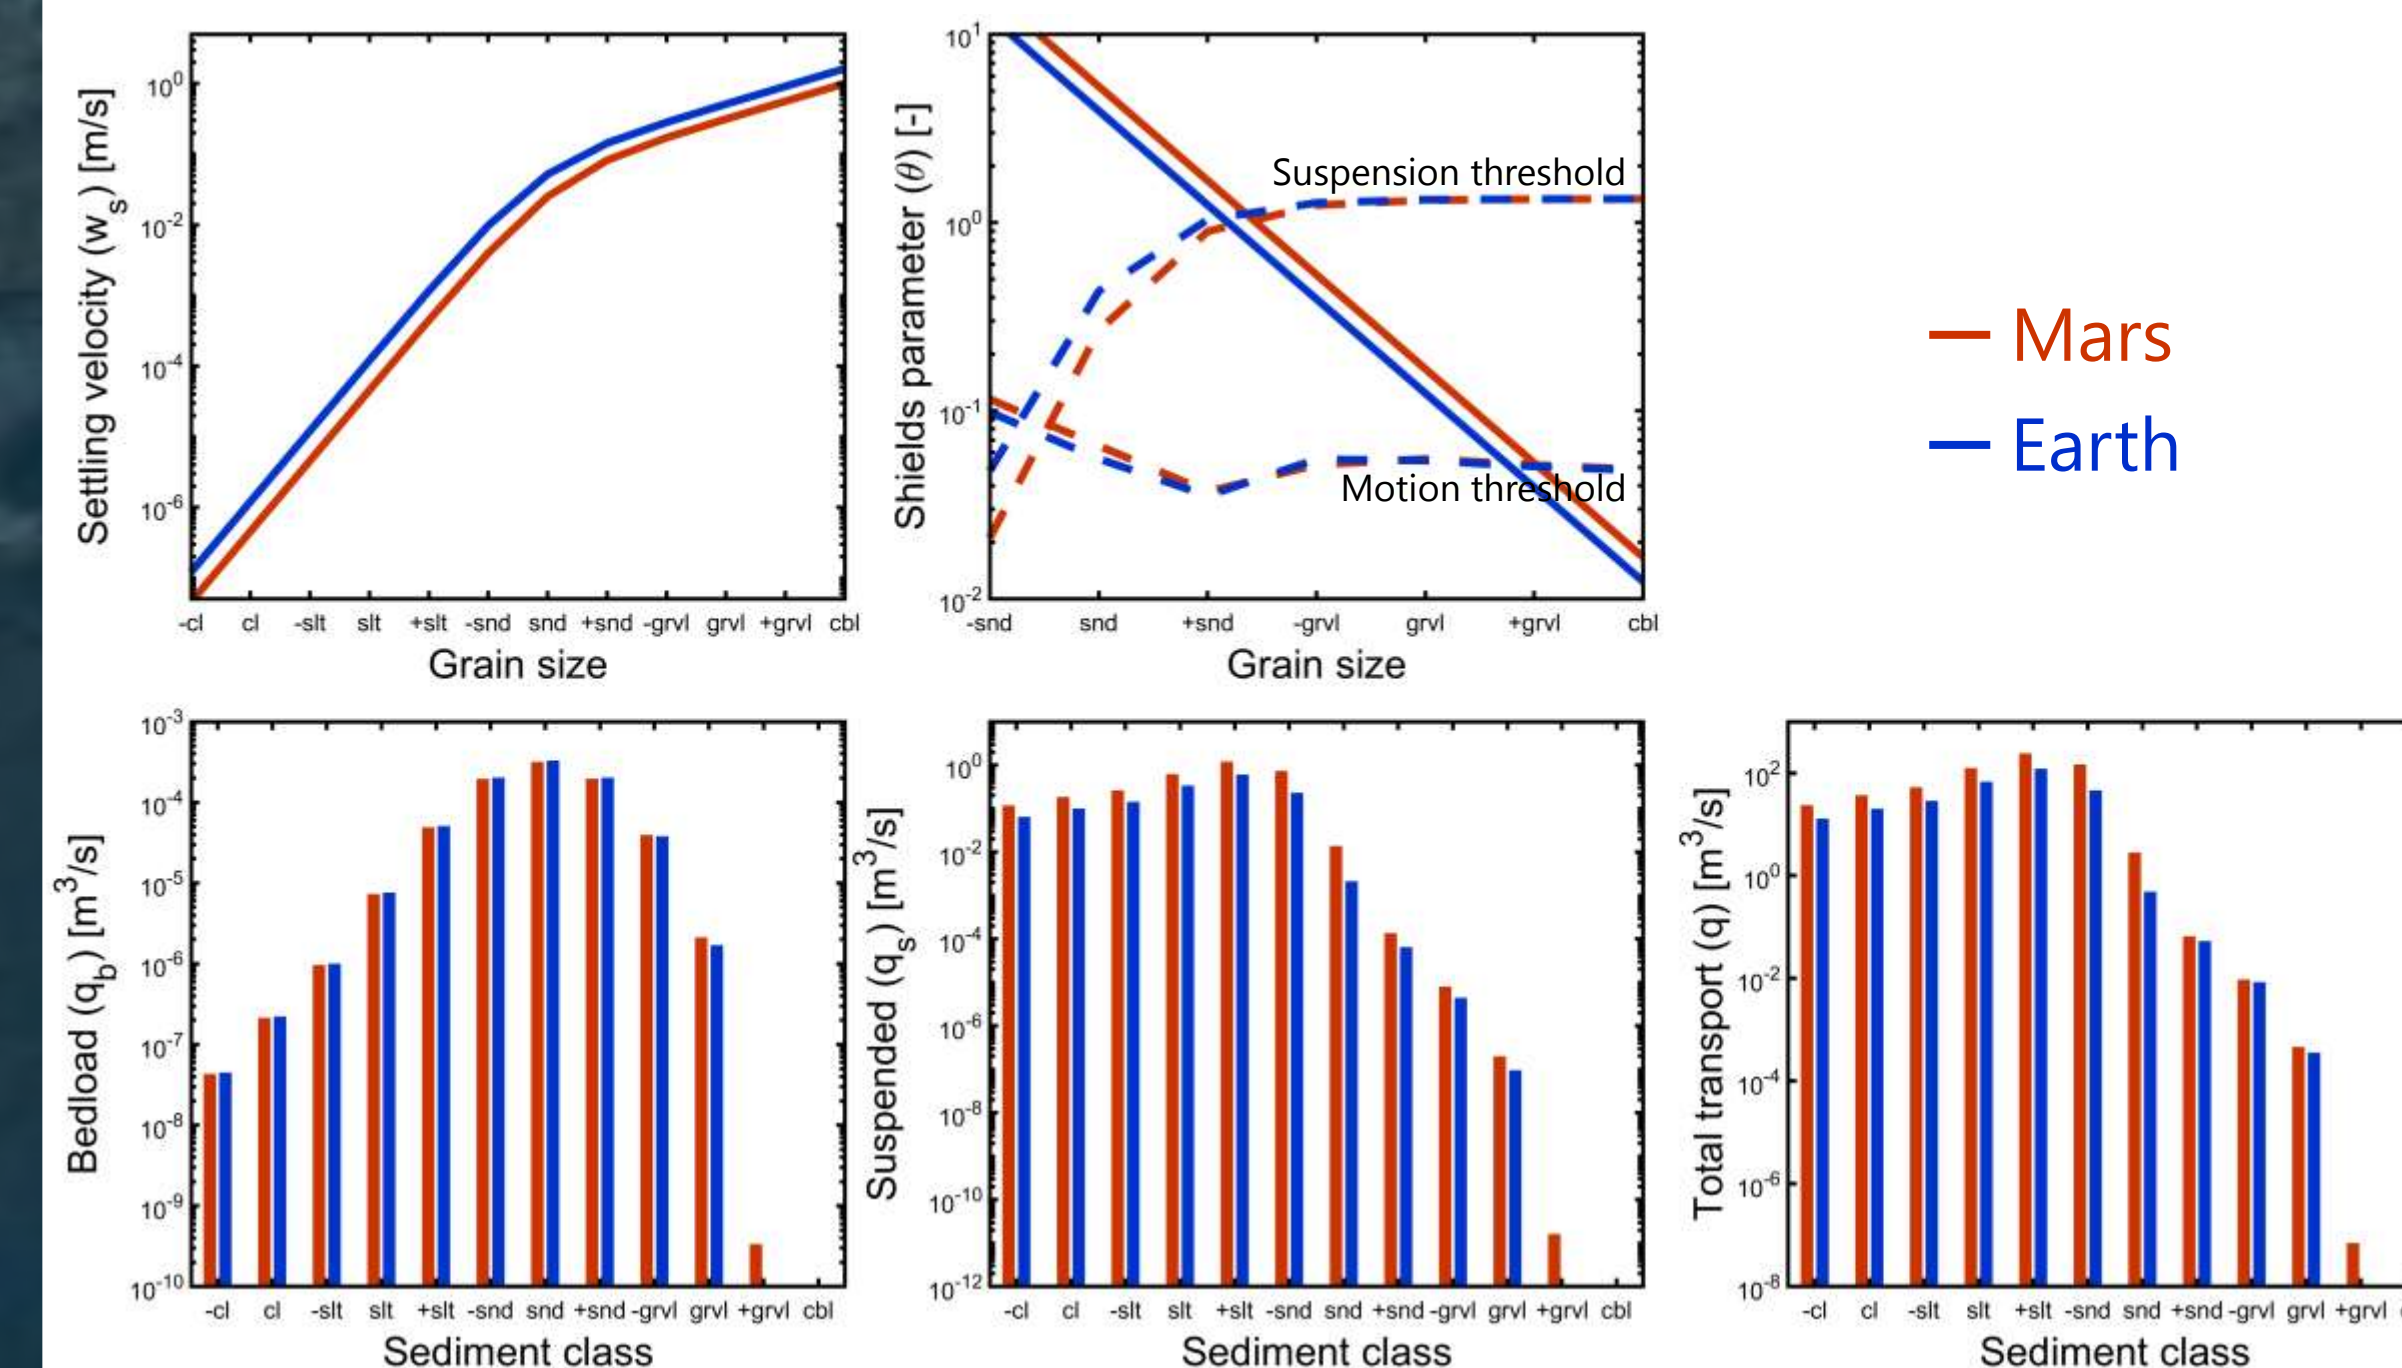 Settling velocity (w_s) [m/s]
10^0
10^-2
10^-4
10^-6
-cl cl -slt slt +slt -snd snd +snd -grvl grvl +grvl cbl
Grain size
Shields parameter (θ) [-]
10^1
10^0
10^-1
10^-2
Suspension threshold
Motion threshold
-snd snd +snd -grvl grvl +grvl cbl
Grain size
Mars
Earth
Bedload (q_b) [m^3/s]
10^-3
10^-4
10^-5
10^-6
10^-7
10^-8
10^-9
10^-10
-cl cl -slt slt +slt -snd snd +snd -grvl grvl +grvl cbl
Sediment class
Suspended (q_s) [m^3/s]
10^0
10^-2
10^-4
10^-6
10^-8
10^-10
10^-12
-cl cl -slt slt +slt -snd snd +snd -grvl grvl +grvl cbl
Sediment class
Total transport (q) [m^3/s]
10^2
10^0
10^-2
10^-4
10^-6
10^-8
-cl cl -slt slt +slt -snd snd +snd -grvl grvl +grvl
Sediment class